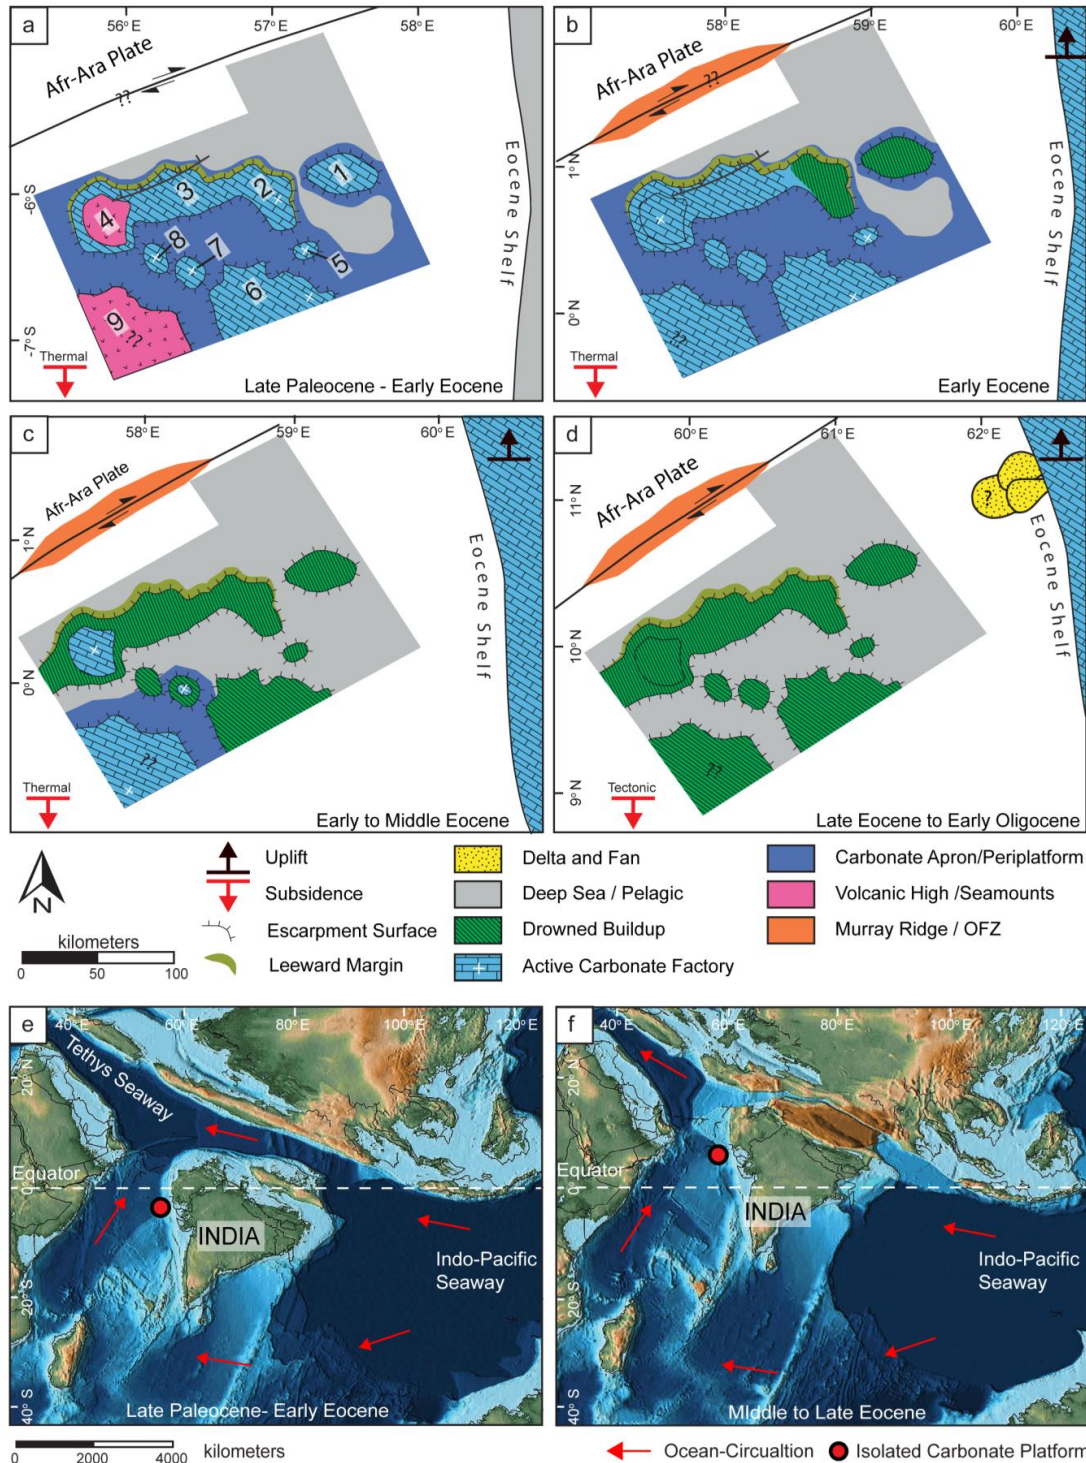 a
56°E
57°E
58°E
Afr-Ara Plate
??
-6°S
-7°S
1
2
3
4
5
6
7
8
9
??
Eocene Shelf
Thermal
Late Paleocene - Early Eocene
b
58°E
59°E
60°E
Afr-Ara Plate
??
1°N
0°N
??
Eocene Shelf
Thermal
Early Eocene
c
58°E
59°E
60°E
Afr-Ara Plate
1°N
0°N
??
Eocene Shelf
Thermal
Early to Middle Eocene
d
60°E
61°E
62°E
Afr-Ara Plate
11°N
10°N
9°N
?
??
Eocene Shelf
Tectonic
Late Eocene to Early Oligocene
N
kilometers
0 50 100
Uplift
Subsidence
Escarpment Surface
Leeward Margin
Delta and Fan
Deep Sea / Pelagic
Drowned Buildup
Active Carbonate Factory
Carbonate Apron/Periplatform
Volcanic High /Seamounts
Murray Ridge / OFZ
e
40°E
60°E
80°E
100°E
120°E
Tethys Seaway
20°N
Equator
0°
INDIA
Indo-Pacific
Seaway
20°S
40°S
Late Paleocene- Early Eocene
f
40°E
60°E
80°E
100°E
120°E
20°N
Equator
0°
INDIA
Indo-Pacific
Seaway
20°S
40°S
MIddle to Late Eocene
0 2000 4000 kilometers
Ocean-Circualtion
Isolated Carbonate Platform